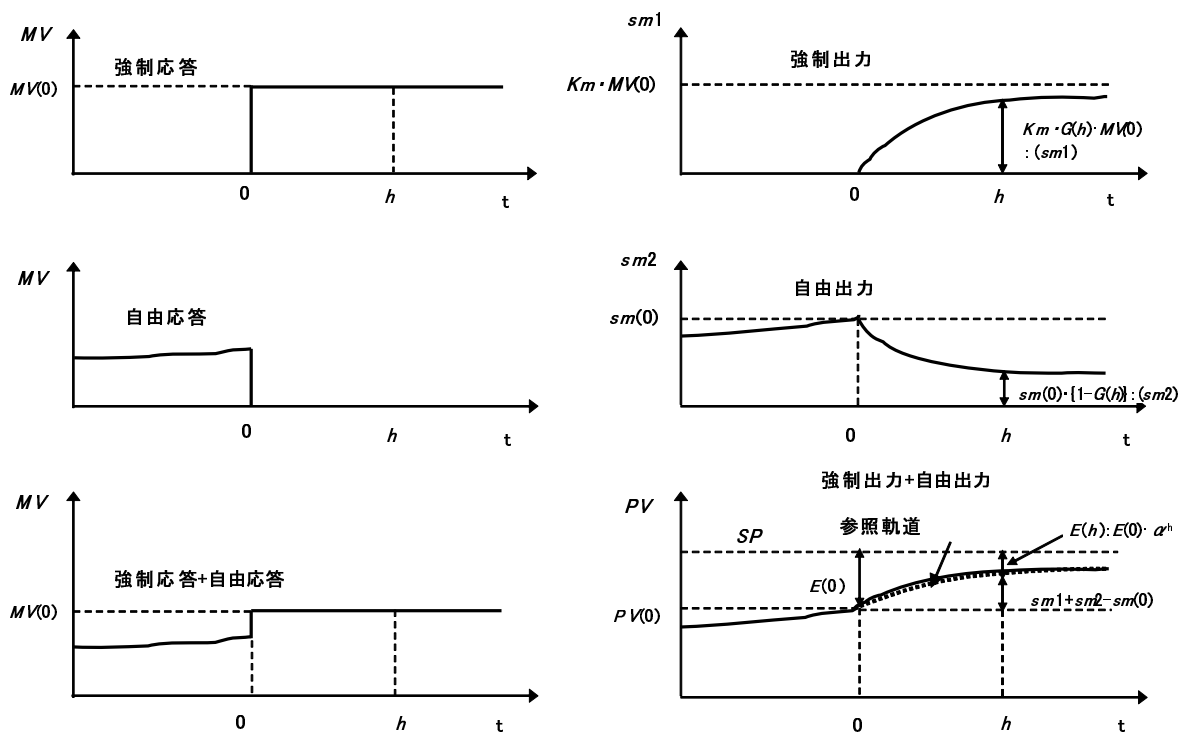 MV
強制応答
MV(0)
0
h
t
sm1
強制出力
Km・MV(0)
Km・G(h)・MV(0)
:(sm1)
0
h
t
MV
自由応答
0
h
t
sm2
自由出力
sm(0)
sm(0)・{1-G(h)}:(sm2)
0
h
t
MV
強制応答+自由応答
MV(0)
0
h
t
強制出力+自由出力
PV
SP
参照軌道
E(h):E(0)・αʰ
E(0)
sm1+sm2-sm(0)
PV(0)
0
h
t